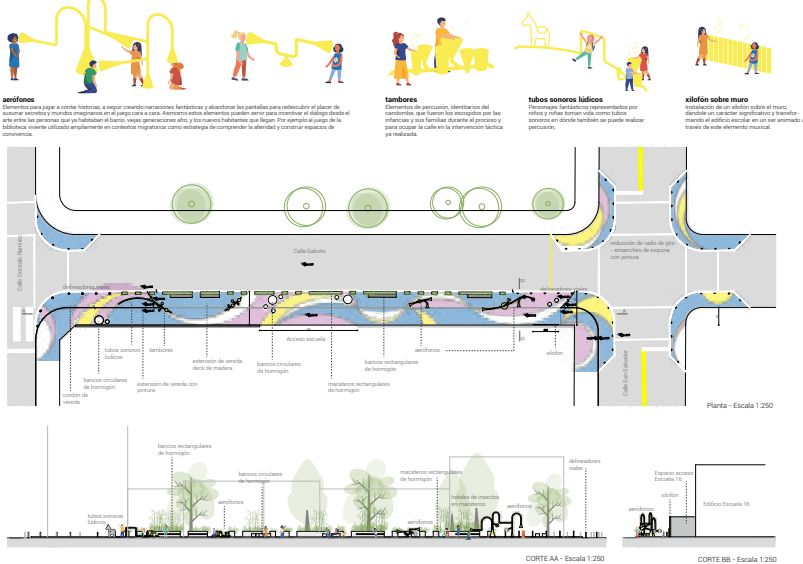 aerófonos
Elementos para jugar a contar historias, a seguir creando narraciones fantásticas y abandonar las pantallas para redescubrir el placer de
susurrar secretos y mundos imaginarios en el juego cara a cara. Asimismo estos elementos pueden servir para incentivar el diálogo desde el
arte entre las personas que ya habitaban el barrio, viejas generaciones afro, y los nuevos habitantes que llegan. Por ejemplo al juego de la
biblioteca viviente utilizado ampliamente en contextos migratorios como estrategia de comprender la alteridad y construir espacios de
convivencia.
tambores
Elementos de percusión, identitarios del
candombe, que fueron los escogidos por las
infancias y sus familias durante el proceso y
para ocupar la calle en la intervención táctica
ya realizada.
tubos sonoros lúdicos
Personajes fantásticos representados por
niños y niñas toman vida como tubos
sonoros en dónde también se puede realizar
percusión,
xilofón sobre muro
Instalación de un xilofón sobre el muro,
dándole un carácter significativo y transfor-
mando el edificio escolar en un ser animado a
través de este elemento musical.
Calle Gonzalo Ramírez
Calle Gaboto
reducción de radio de giro
- ensanches de esquina
con pintura
delineadores viales
delineadores viales
tubos sonoros
lúdicos
tambores
extensión de vereda
deck de madera
Acceso escuela
bancos circulares
de hormigón
bancos rectangulares
de hormigón
aerófonos
xilofón
bancos circulares
de hormigón
extensión de vereda con
pintura
maceteros rectangulares
de hormigón
cordón de
vereda
Calle San Salvador
Planta - Escala 1:250
bancos rectangulares
de hormigón
bancos circulares
de hormigón
maceteros rectangulares
de hormigón
delineadores
viales
hoteles de insectos
en maceteros
tubos sonoros
lúdicos
aerófonos
aerófonos
aerófonos
Espacio acceso
Escuela 16
xilofón
aerófonos
Edificio Escuela 16
CORTE AA - Escala 1:250
CORTE BB - Escala 1:250